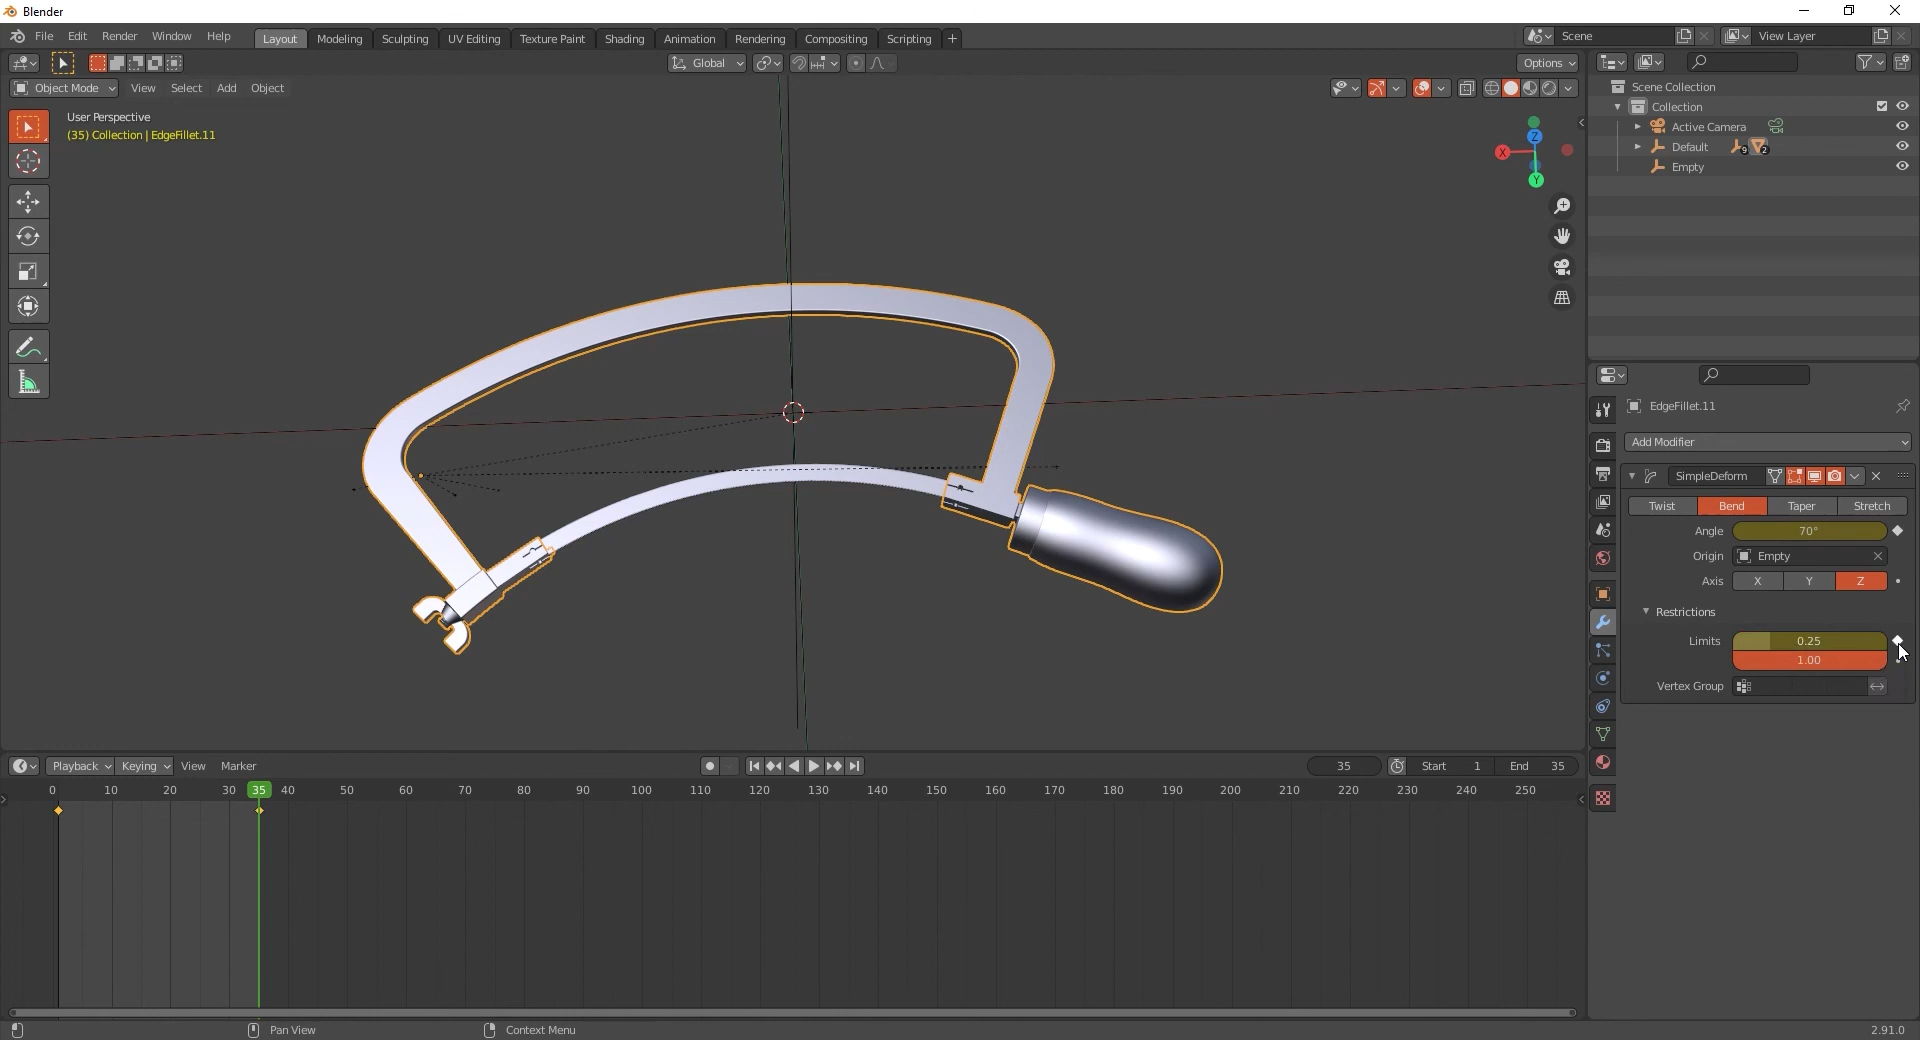 Blender
File Edit Render Window Help
Layout Modeling Sculpting UV Editing Texture Paint Shading Animation Rendering Compositing Scripting +
Scene
View Layer
Global
Options
Object Mode View Select Add Object
User Perspective
(35) Collection | EdgeFillet.11
X
Z
Y
Scene Collection
Collection
Active Camera
Default 9 2
Empty
EdgeFillet.11
Add Modifier
SimpleDeform
Twist Bend Taper Stretch
Angle 70°
Origin Empty
Axis X Y Z
Restrictions
Limits 0.25
1.00
Vertex Group
Playback Keying View Marker
35 Start 1 End 35
0 10 20 30 35 40 50 60 70 80 90 100 110 120 130 140 150 160 170 180 190 200 210 220 230 240 250
Pan View
Context Menu
2.91.0